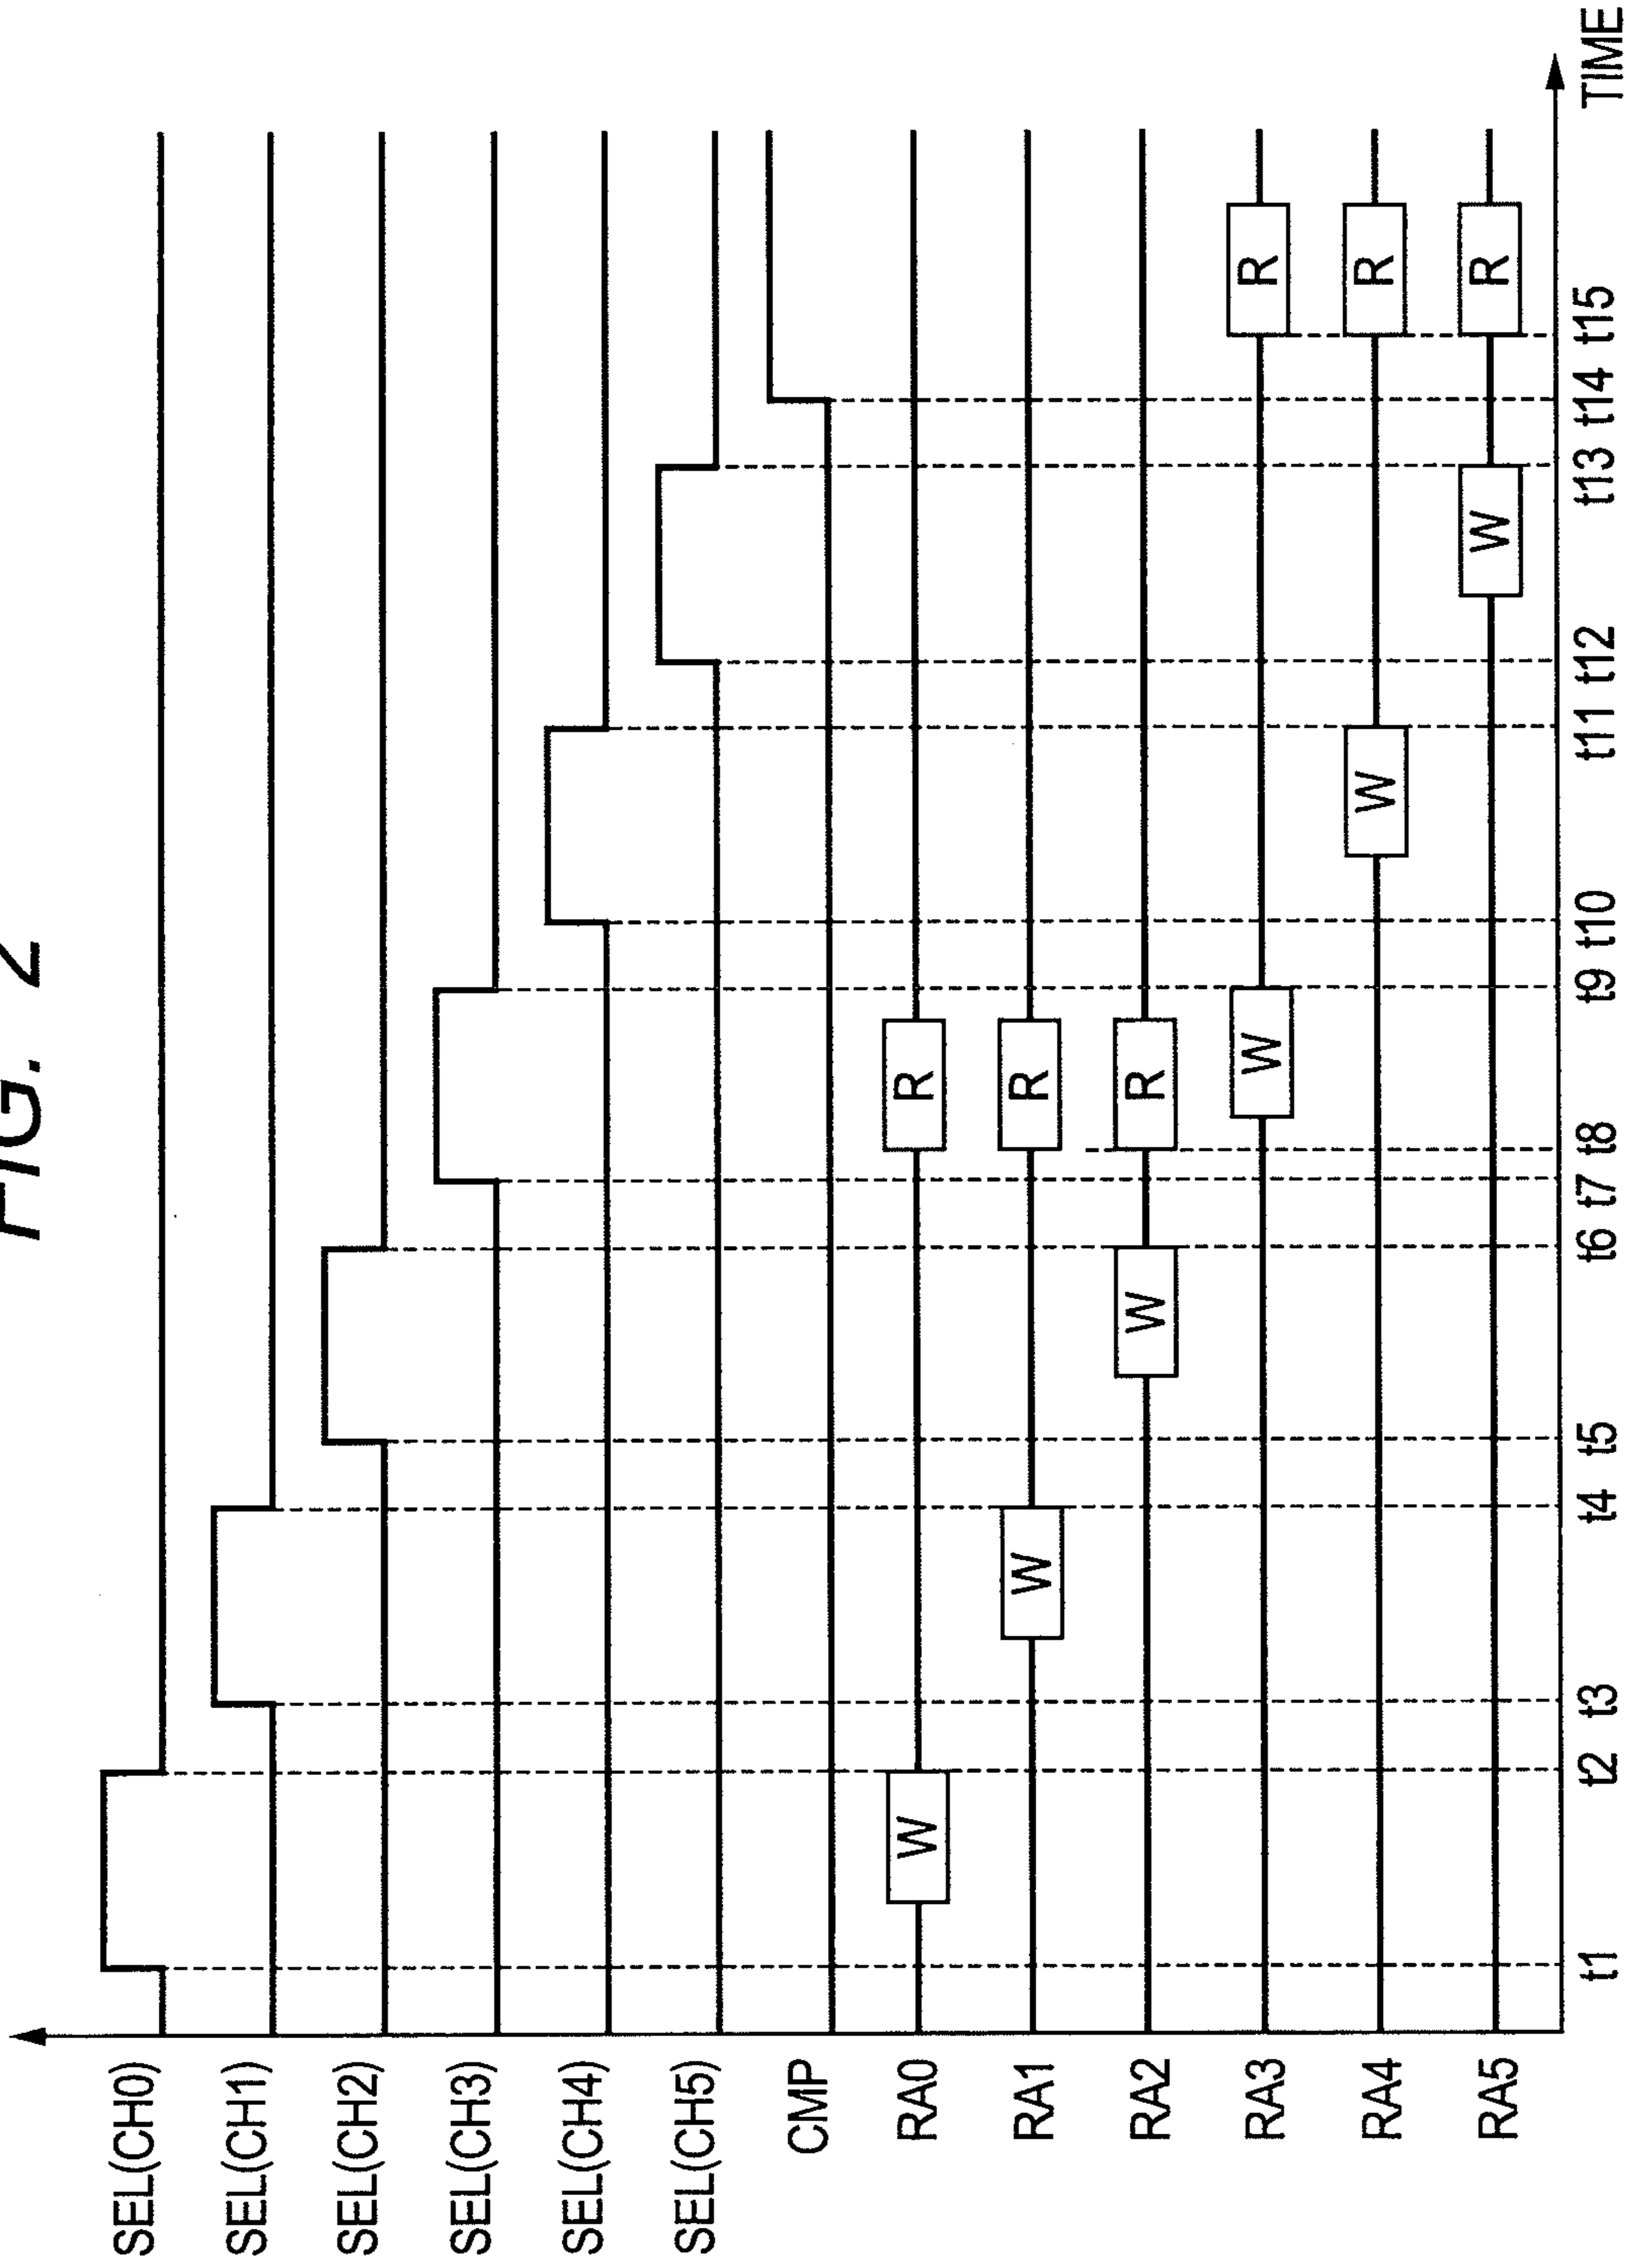 FIG. 2
SEL(CH0)
SEL(CH1)
SEL(CH2)
SEL(CH3)
SEL(CH4)
SEL(CH5)
CMP
RA0 W R
RA1 W R
RA2 W R
RA3 W R
RA4 W R
RA5 W R
t1 t2 t3 t4 t5 t6 t7 t8 t9 t10 t11 t12 t13 t14 t15 TIME